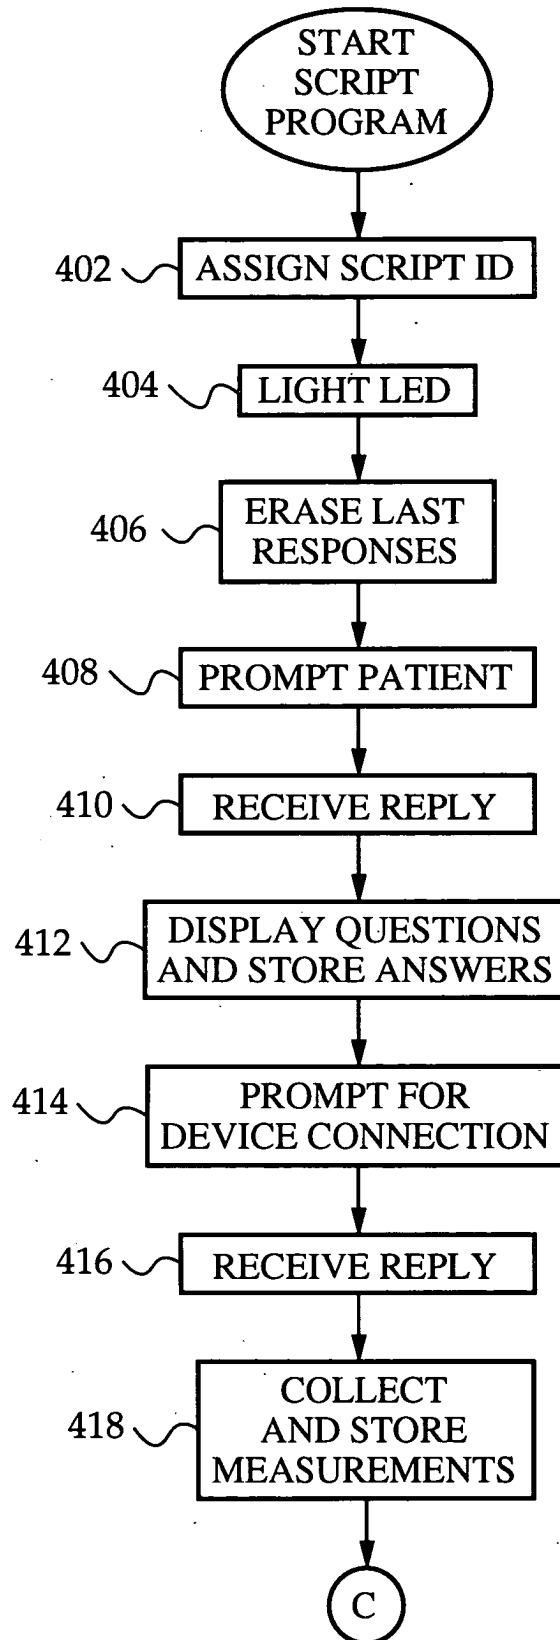 START
SCRIPT
PROGRAM
402
ASSIGN SCRIPT ID
404
LIGHT LED
406
ERASE LAST
RESPONSES
408
PROMPT PATIENT
410
RECEIVE REPLY
412
DISPLAY QUESTIONS
AND STORE ANSWERS
414
PROMPT FOR
DEVICE CONNECTION
416
RECEIVE REPLY
418
COLLECT
AND STORE
MEASUREMENTS
C